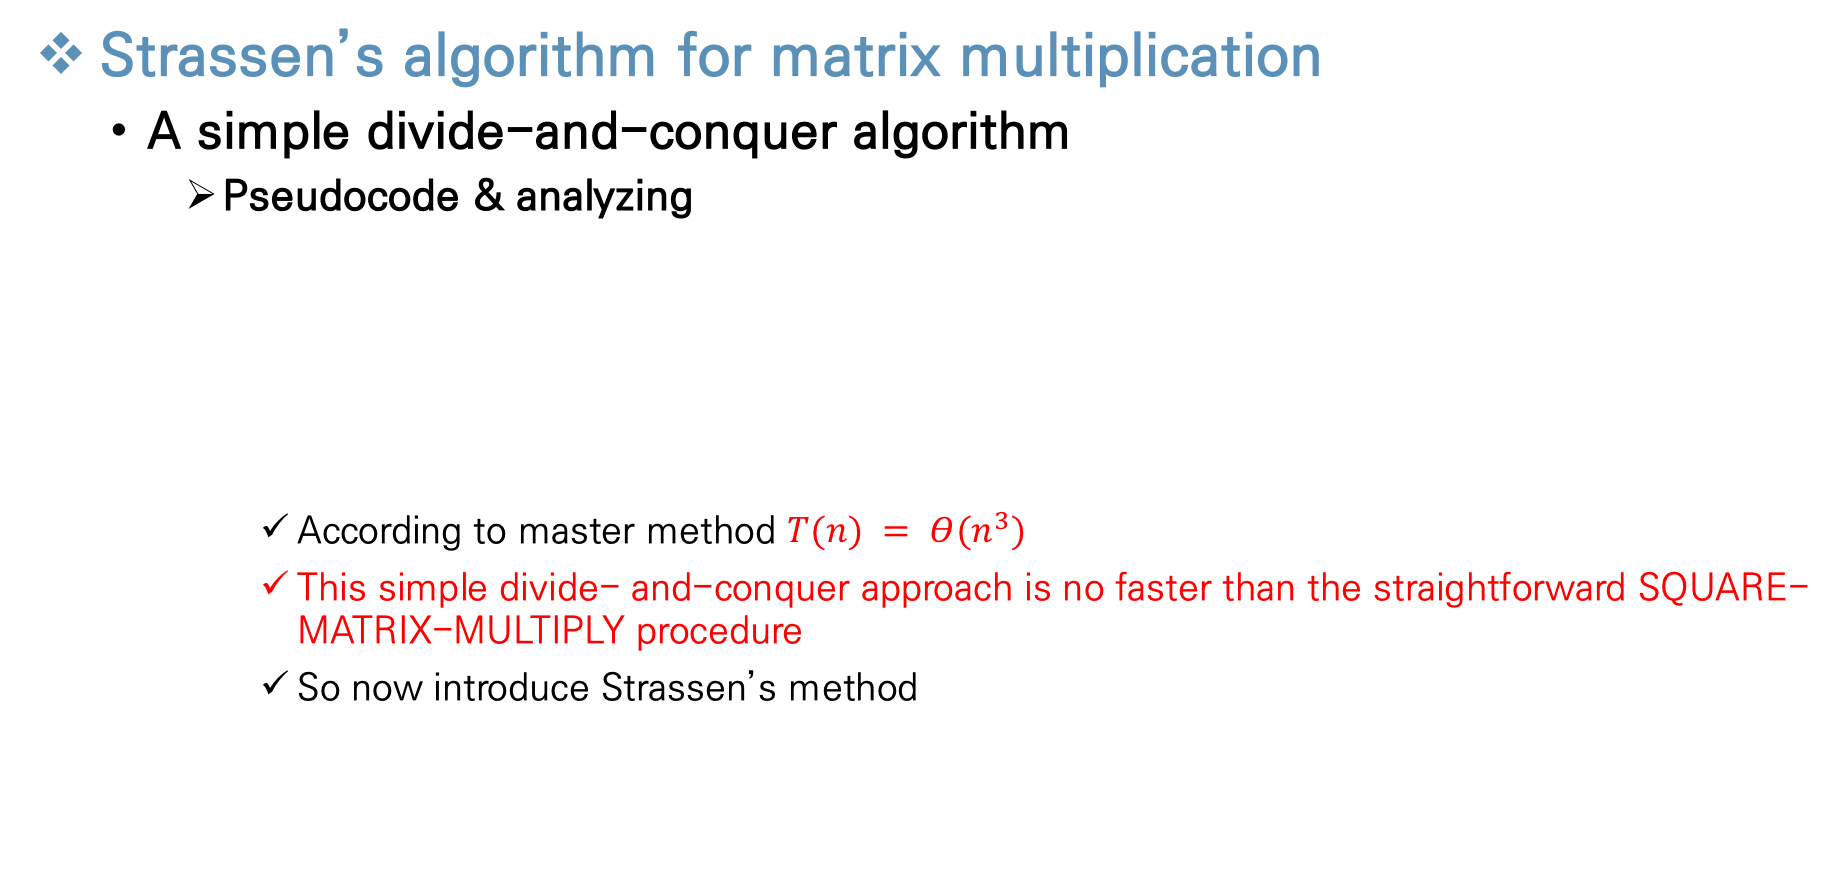 ❖ Strassen’s algorithm for matrix multiplication
• A simple divide-and-conquer algorithm
➢ Pseudocode & analyzing
✓ According to master method T(n) = θ(n³)
✓ This simple divide- and-conquer approach is no faster than the straightforward SQUARE-
MATRIX-MULTIPLY procedure
✓ So now introduce Strassen’s method